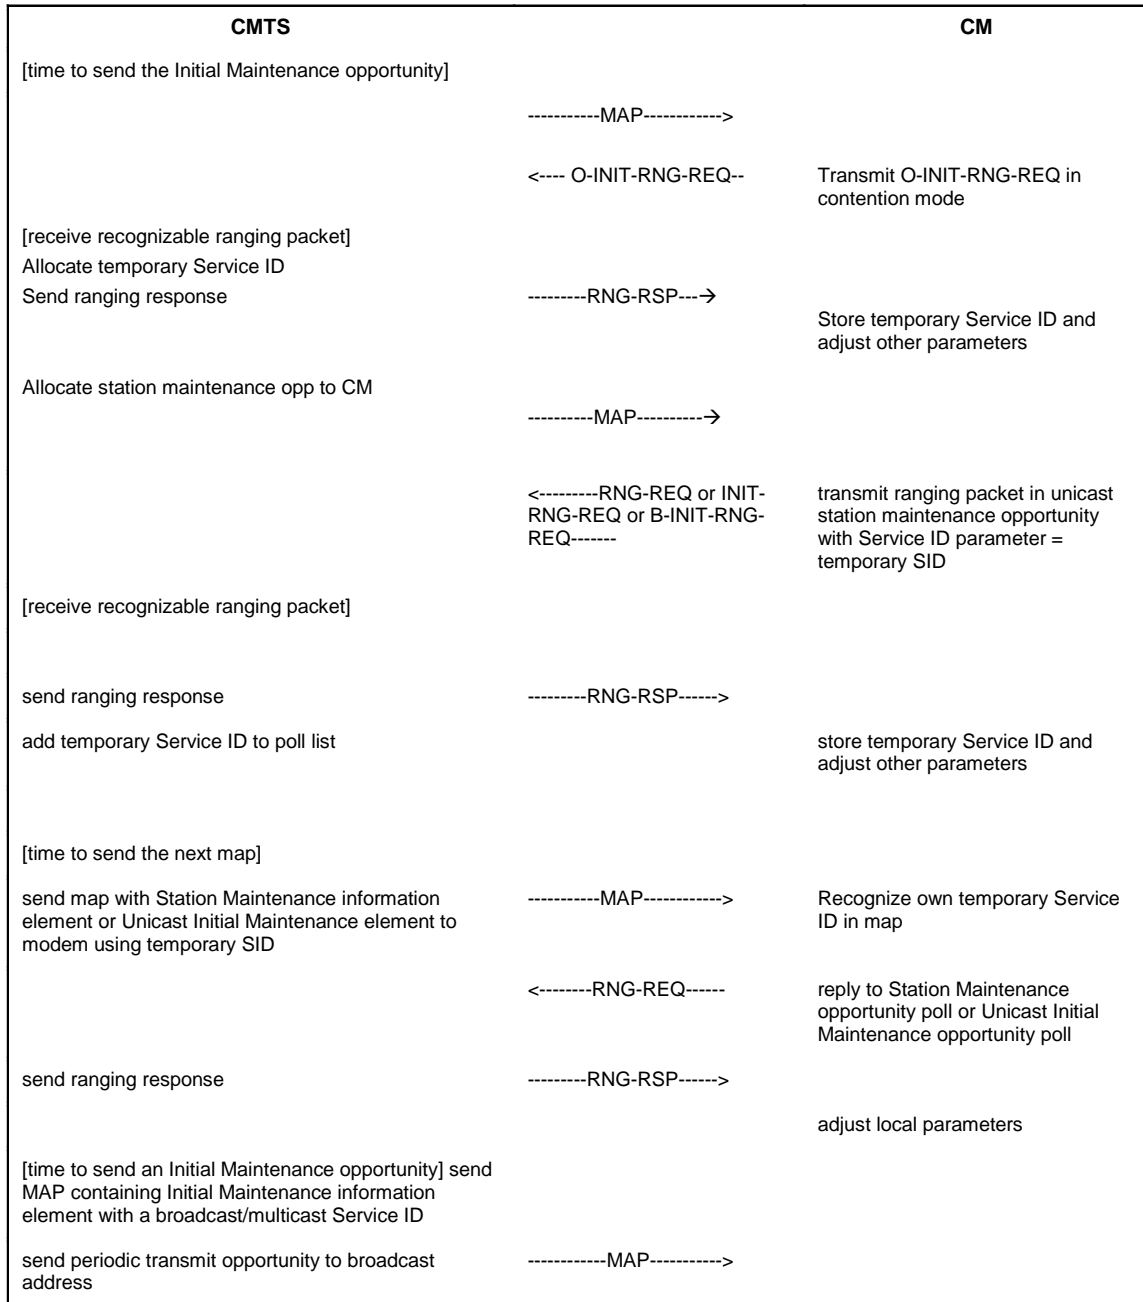 CMTS CM
[time to send the Initial Maintenance opportunity]
-----------MAP------------>
<---- O-INIT-RNG-REQ-- Transmit O-INIT-RNG-REQ in
contention mode
[receive recognizable ranging packet]
Allocate temporary Service ID
Send ranging response ---------RNG-RSP---→
Store temporary Service ID and
adjust other parameters
Allocate station maintenance opp to CM
----------MAP----------→
<---------RNG-REQ or INIT-
RNG-REQ or B-INIT-RNG-
REQ-------
transmit ranging packet in unicast
station maintenance opportunity
with Service ID parameter =
temporary SID
[receive recognizable ranging packet]
send ranging response ---------RNG-RSP------>
add temporary Service ID to poll list
store temporary Service ID and
adjust other parameters
[time to send the next map]
send map with Station Maintenance information
element or Unicast Initial Maintenance element to
modem using temporary SID
-----------MAP------------>
Recognize own temporary Service
ID in map
<--------RNG-REQ------
reply to Station Maintenance
opportunity poll or Unicast Initial
Maintenance opportunity poll
send ranging response ---------RNG-RSP------>
adjust local parameters
[time to send an Initial Maintenance opportunity] send
MAP containing Initial Maintenance information
element with a broadcast/multicast Service ID
send periodic transmit opportunity to broadcast
address
------------MAP----------->